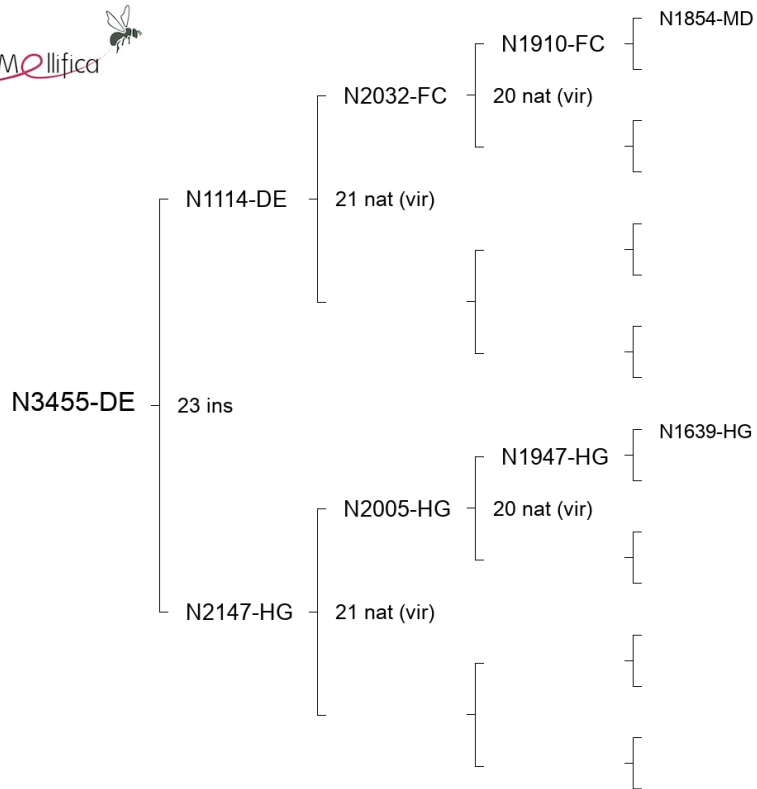 Mellifica
N1854-MD
N1910-FC
N2032-FC
20 nat (vir)
N1114-DE
21 nat (vir)
N3455-DE
23 ins
N1639-HG
N1947-HG
N2005-HG
20 nat (vir)
N2147-HG
21 nat (vir)